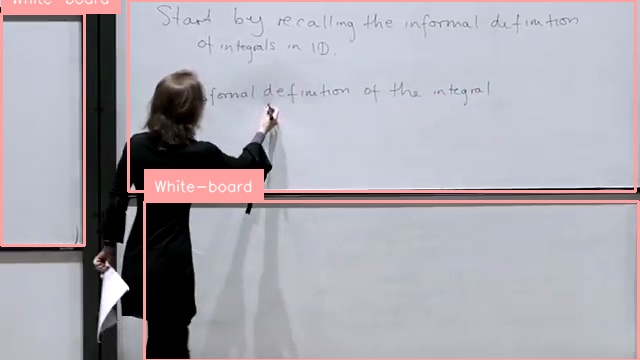 White-board
Start by recalling the informal definition
of integrals in 1D.
formal definition of the integral
White-board